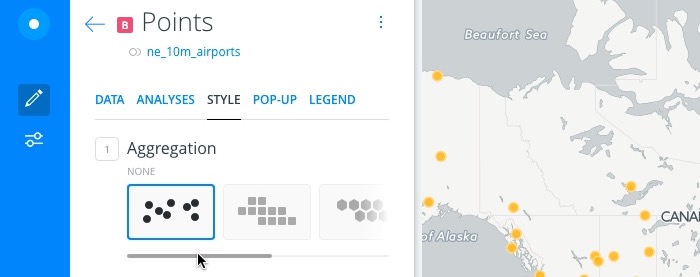 B Points
ne_10m_airports
DATA ANALYSES STYLE POP-UP LEGEND
1 Aggregation
NONE
Beaufort Sea
of Alaska
CANA